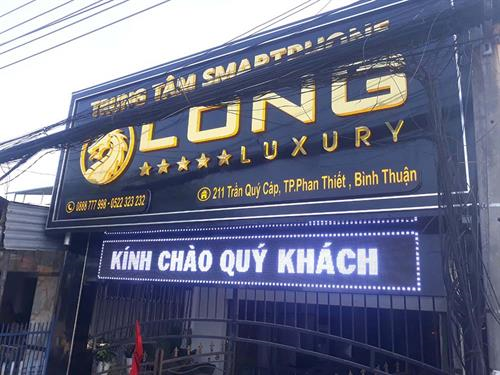 TRUNG TÂM SMARTPHONE
LONG
LUXURY
0888 777 998 - 0522 323 232
211 Trần Quý Cáp, TP.Phan Thiết , Bình Thuận
KÍNH CHÀO QUÝ KHÁCH